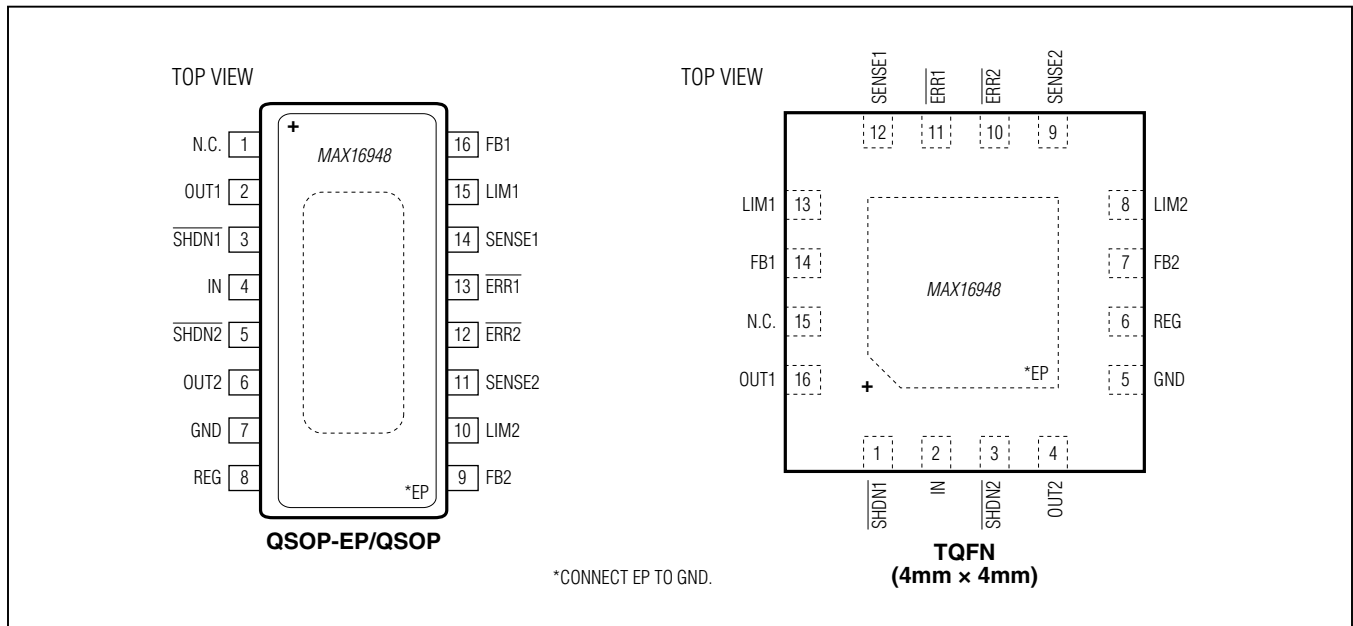 TOP VIEW
+
MAX16948
N.C. 1
OUT1 2
SHDN1 3
IN 4
SHDN2 5
OUT2 6
GND 7
REG 8
16 FB1
15 LIM1
14 SENSE1
13 ERR1
12 ERR2
11 SENSE2
10 LIM2
9 FB2
*EP
QSOP-EP/QSOP
TOP VIEW
SENSE1 ERR1 ERR2 SENSE2
12 11 10 9
LIM1 13
FB1 14
N.C. 15
OUT1 16
MAX16948
*EP
+
8 LIM2
7 FB2
6 REG
5 GND
1 2 3 4
SHDN1 IN SHDN2 OUT2
TQFN
(4mm × 4mm)
*CONNECT EP TO GND.